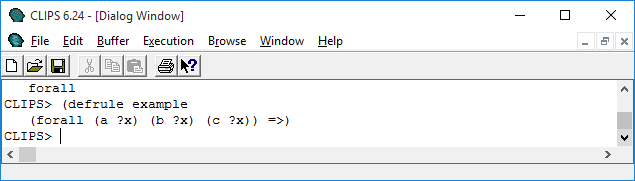 CLIPS 6.24 - [Dialog Window]
File Edit Buffer Execution Browse Window Help
forall
CLIPS> (defrule example
(forall (a ?x) (b ?x) (c ?x)) =>)
CLIPS>